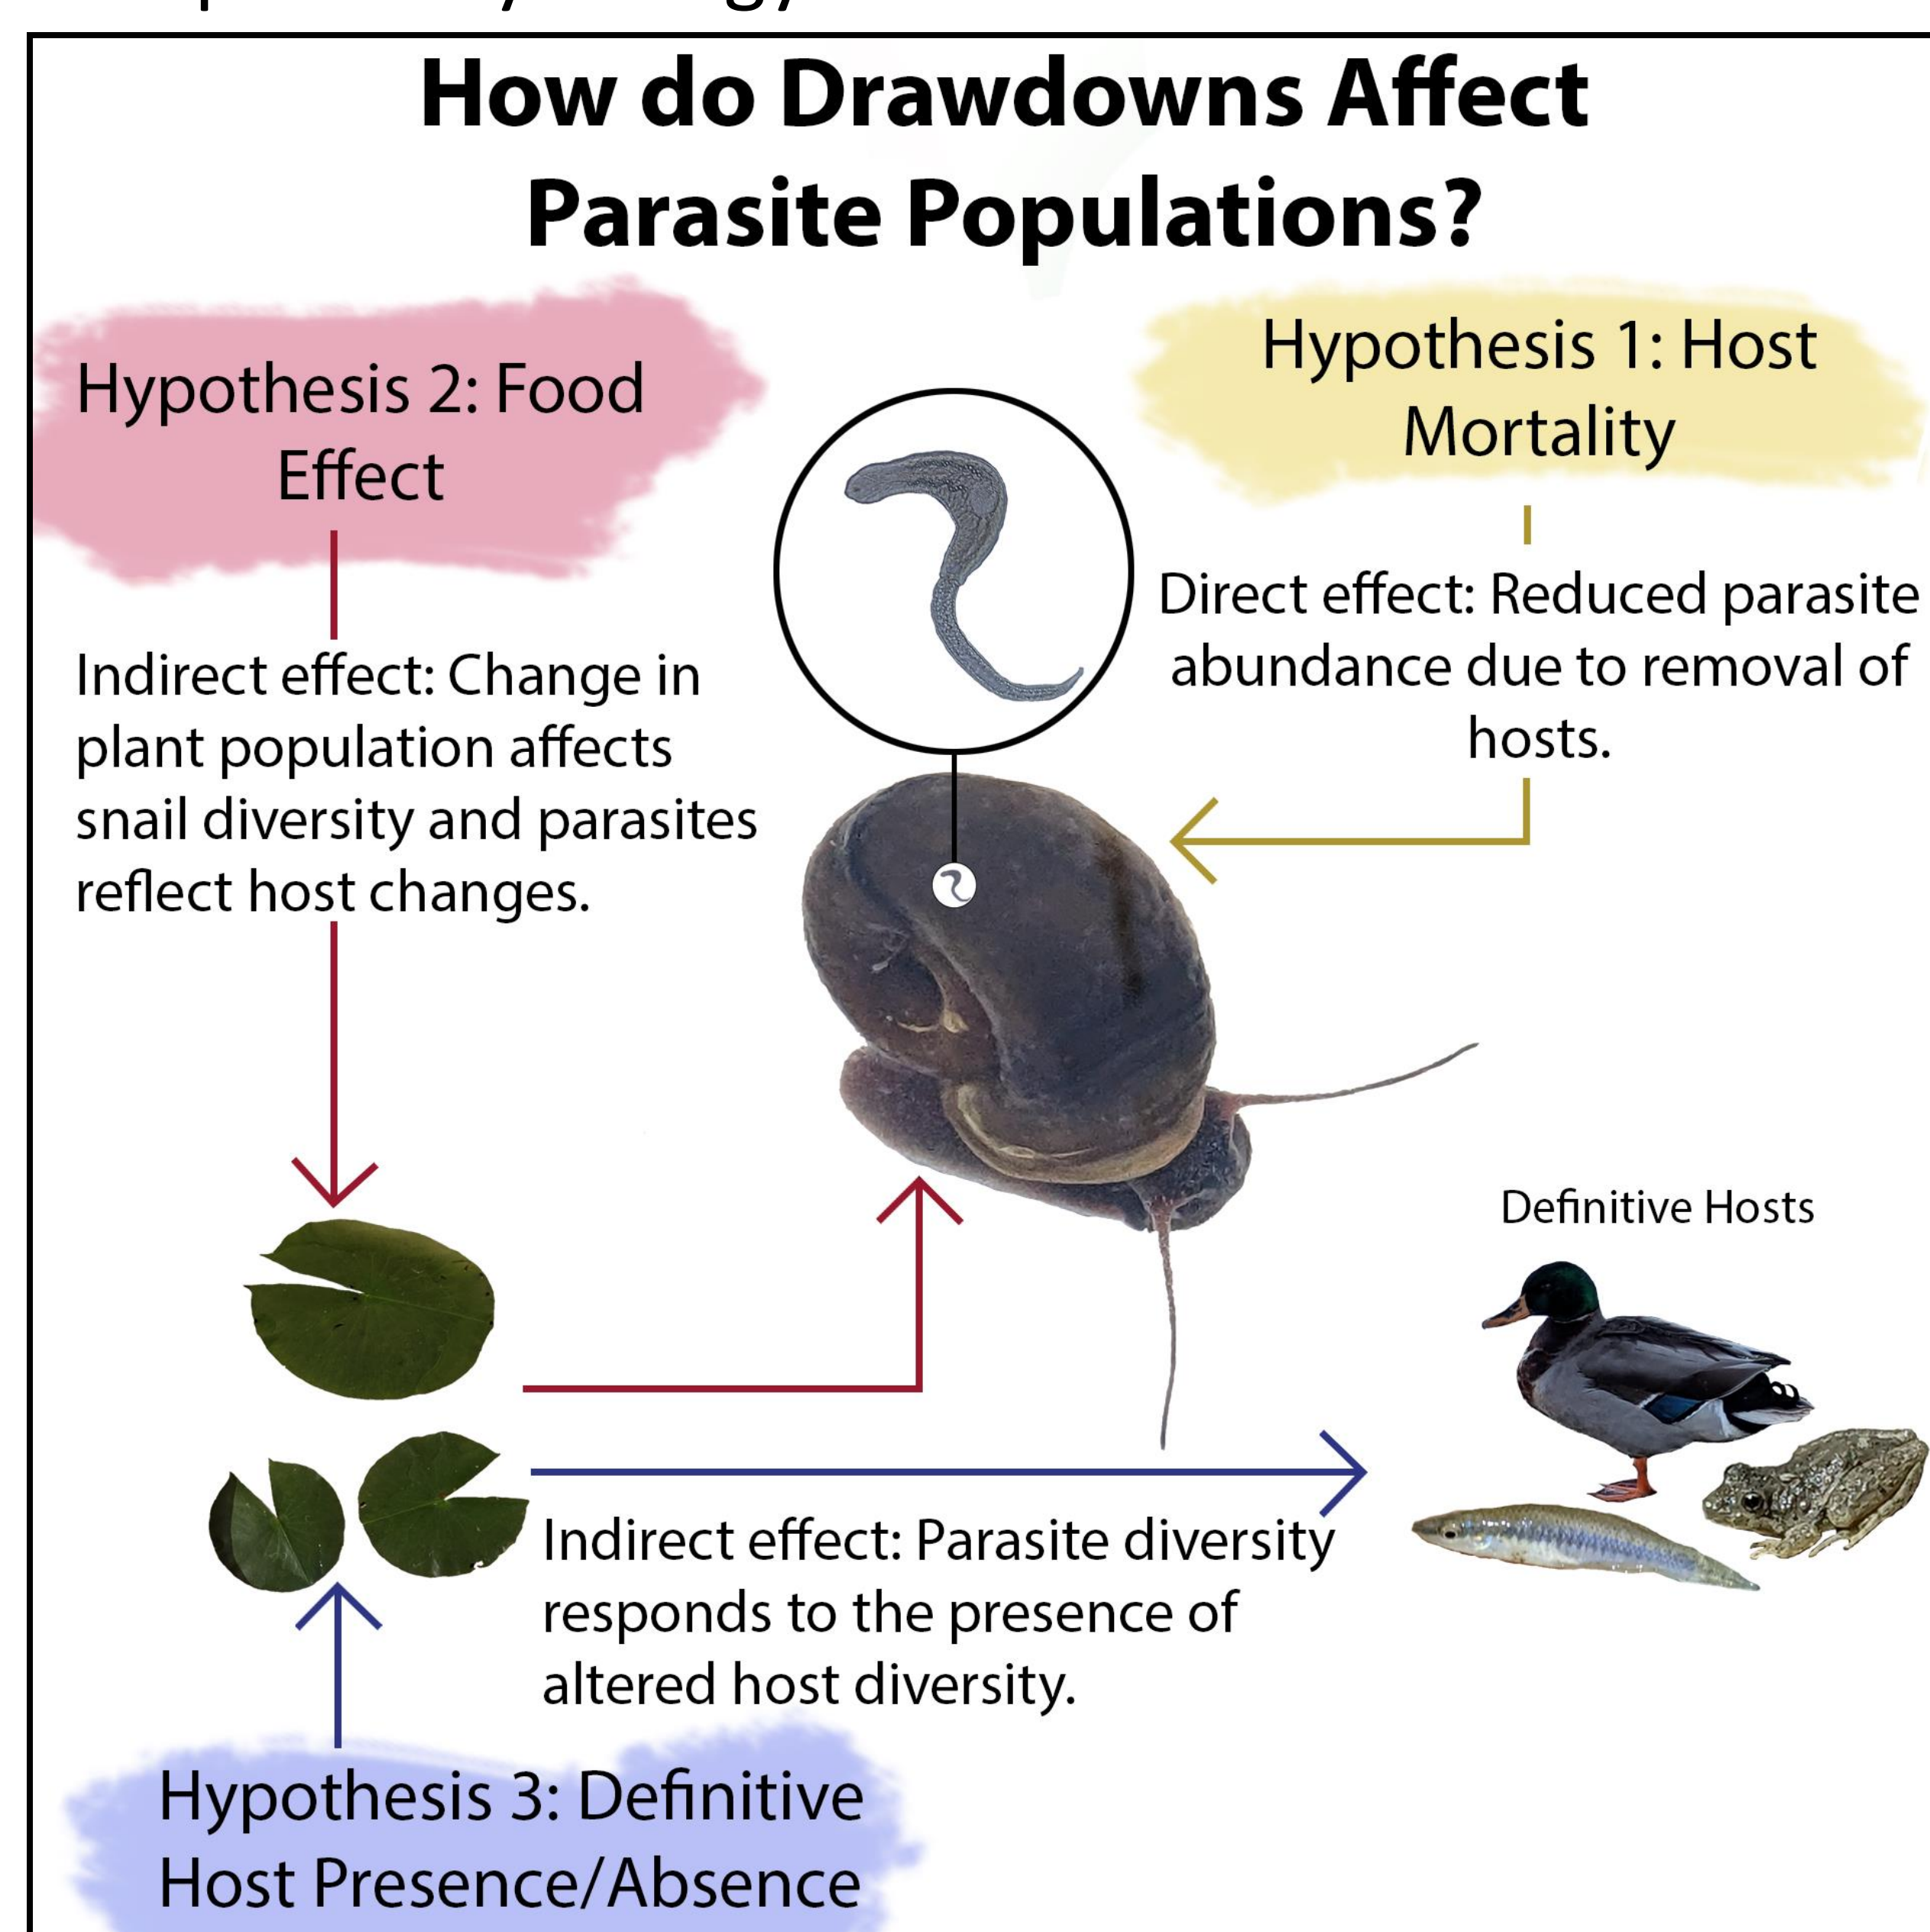 How do Drawdowns Affect
Parasite Populations?
Hypothesis 2: Food
Effect
Indirect effect: Change in
plant population affects
snail diversity and parasites
reflect host changes.
Hypothesis 1: Host
Mortality
Direct effect: Reduced parasite
abundance due to removal of
hosts.
Definitive Hosts
Indirect effect: Parasite diversity
responds to the presence of
altered host diversity.
Hypothesis 3: Definitive
Host Presence/Absence